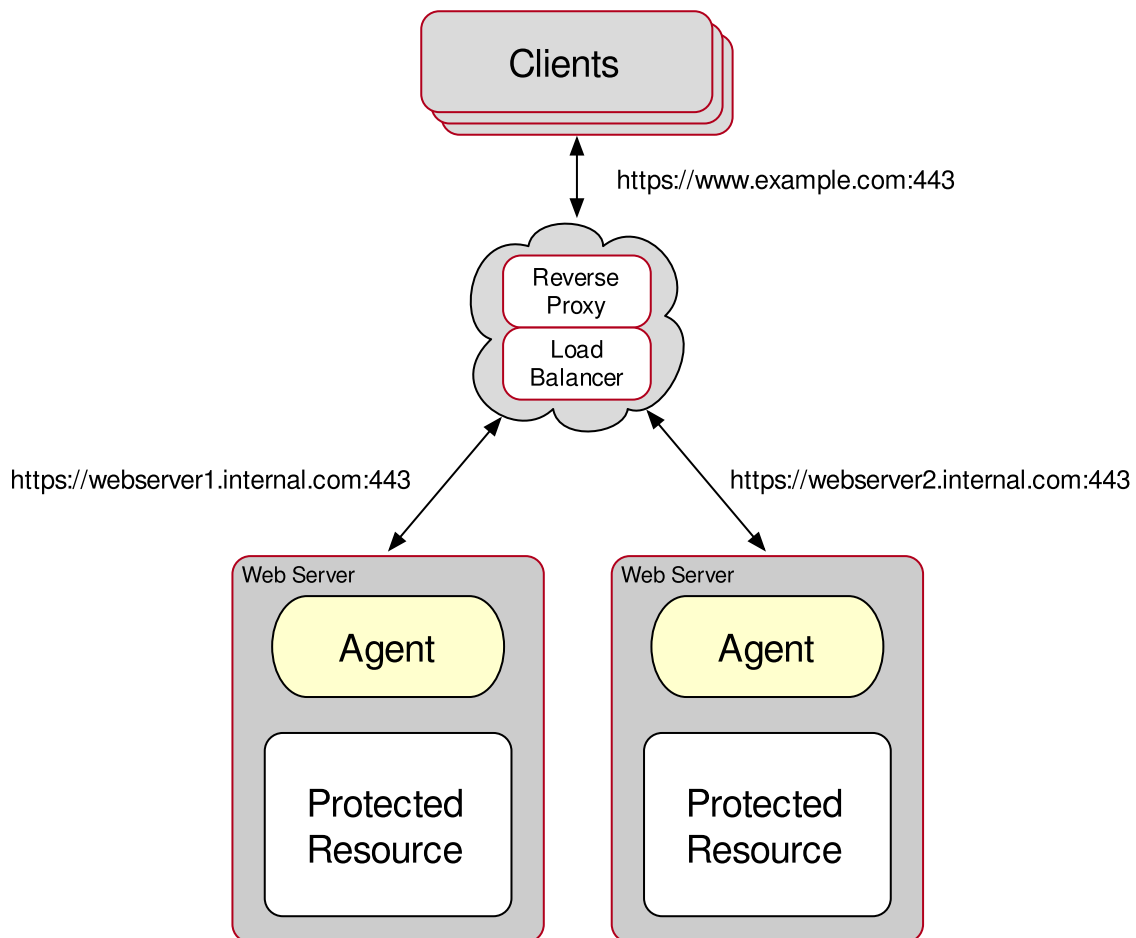 Clients
https://www.example.com:443
Reverse
Proxy
Load
Balancer
https://webserver1.internal.com:443
https://webserver2.internal.com:443
Web Server
Agent
Protected
Resource
Web Server
Agent
Protected
Resource